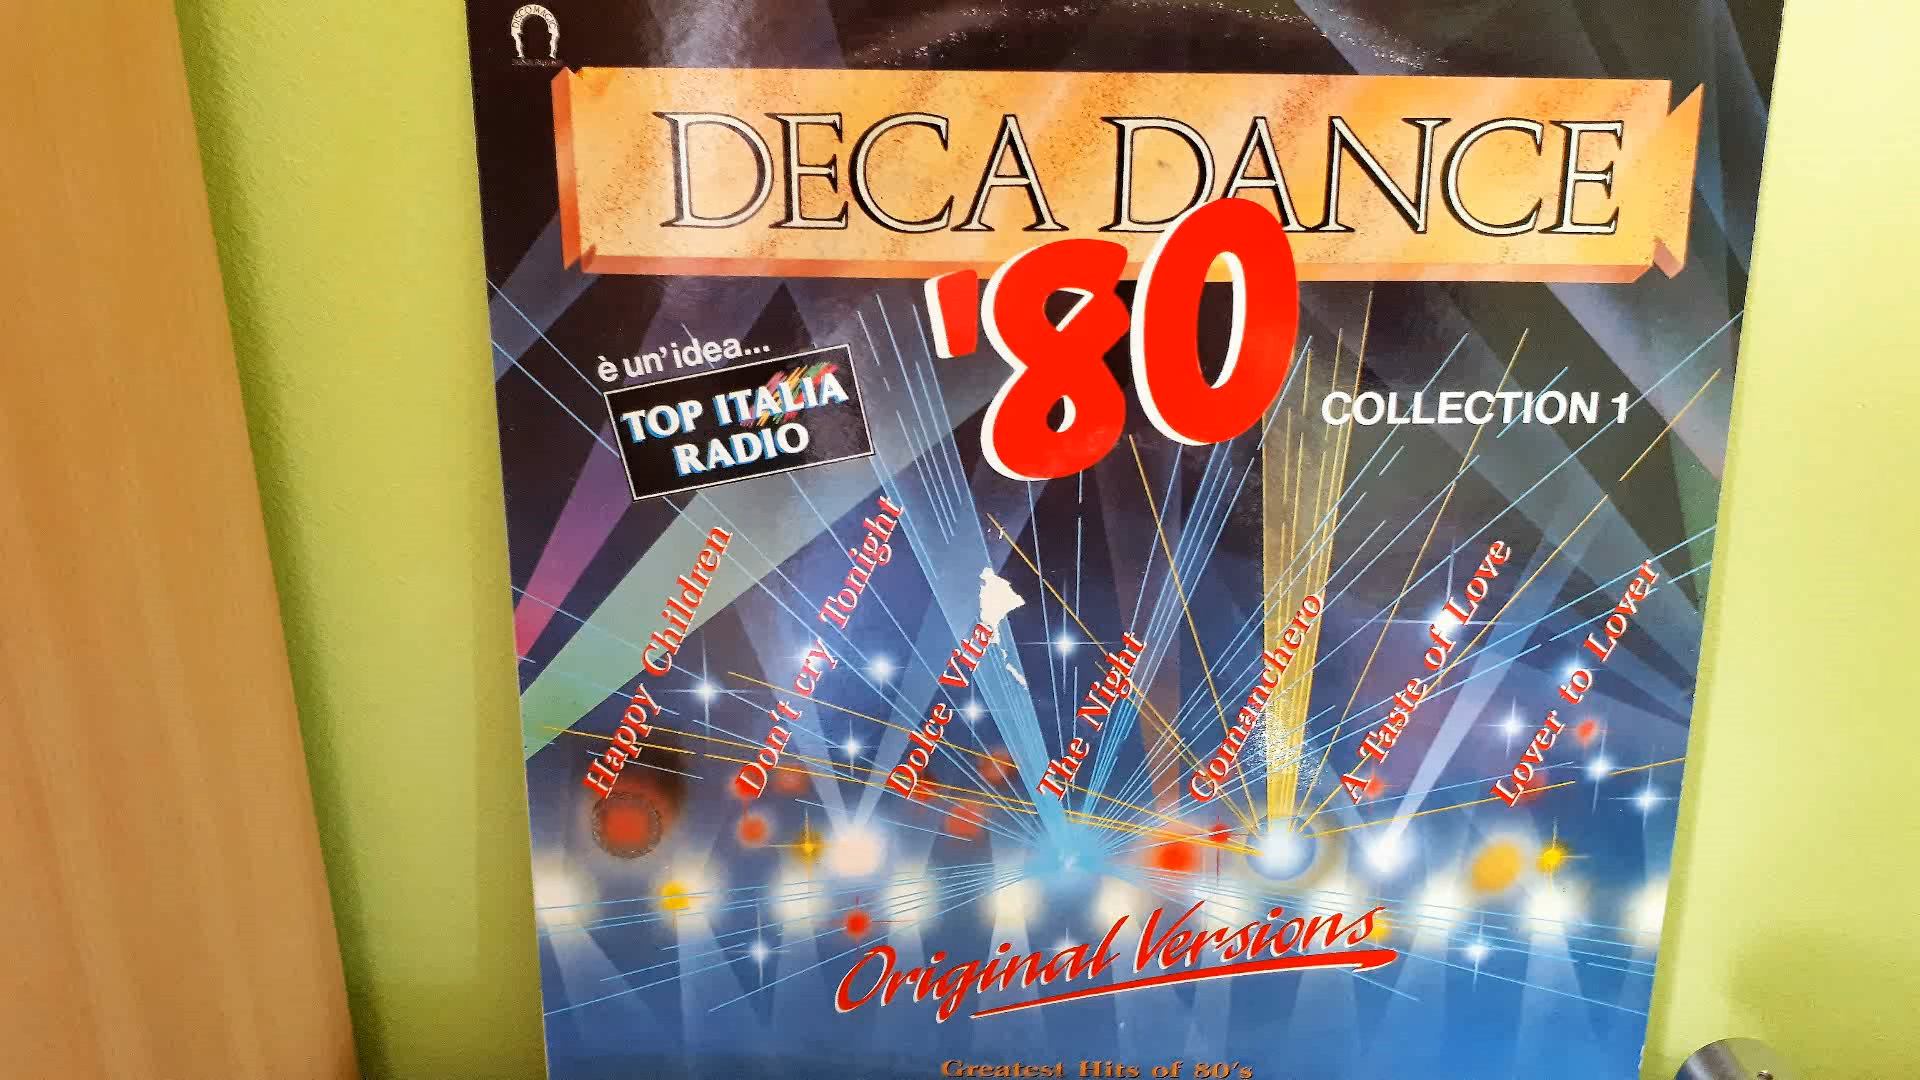 DISCOMAGIC
DECA DANCE
'80
è un'idea...
TOP ITALIA
RADIO
COLLECTION 1
Happy Children
Don't cry Tonight
Dolce Vita
The Night
Comanchero
A Taste of Love
Lover to Lover
Original Versions
Greatest Hits of 80's